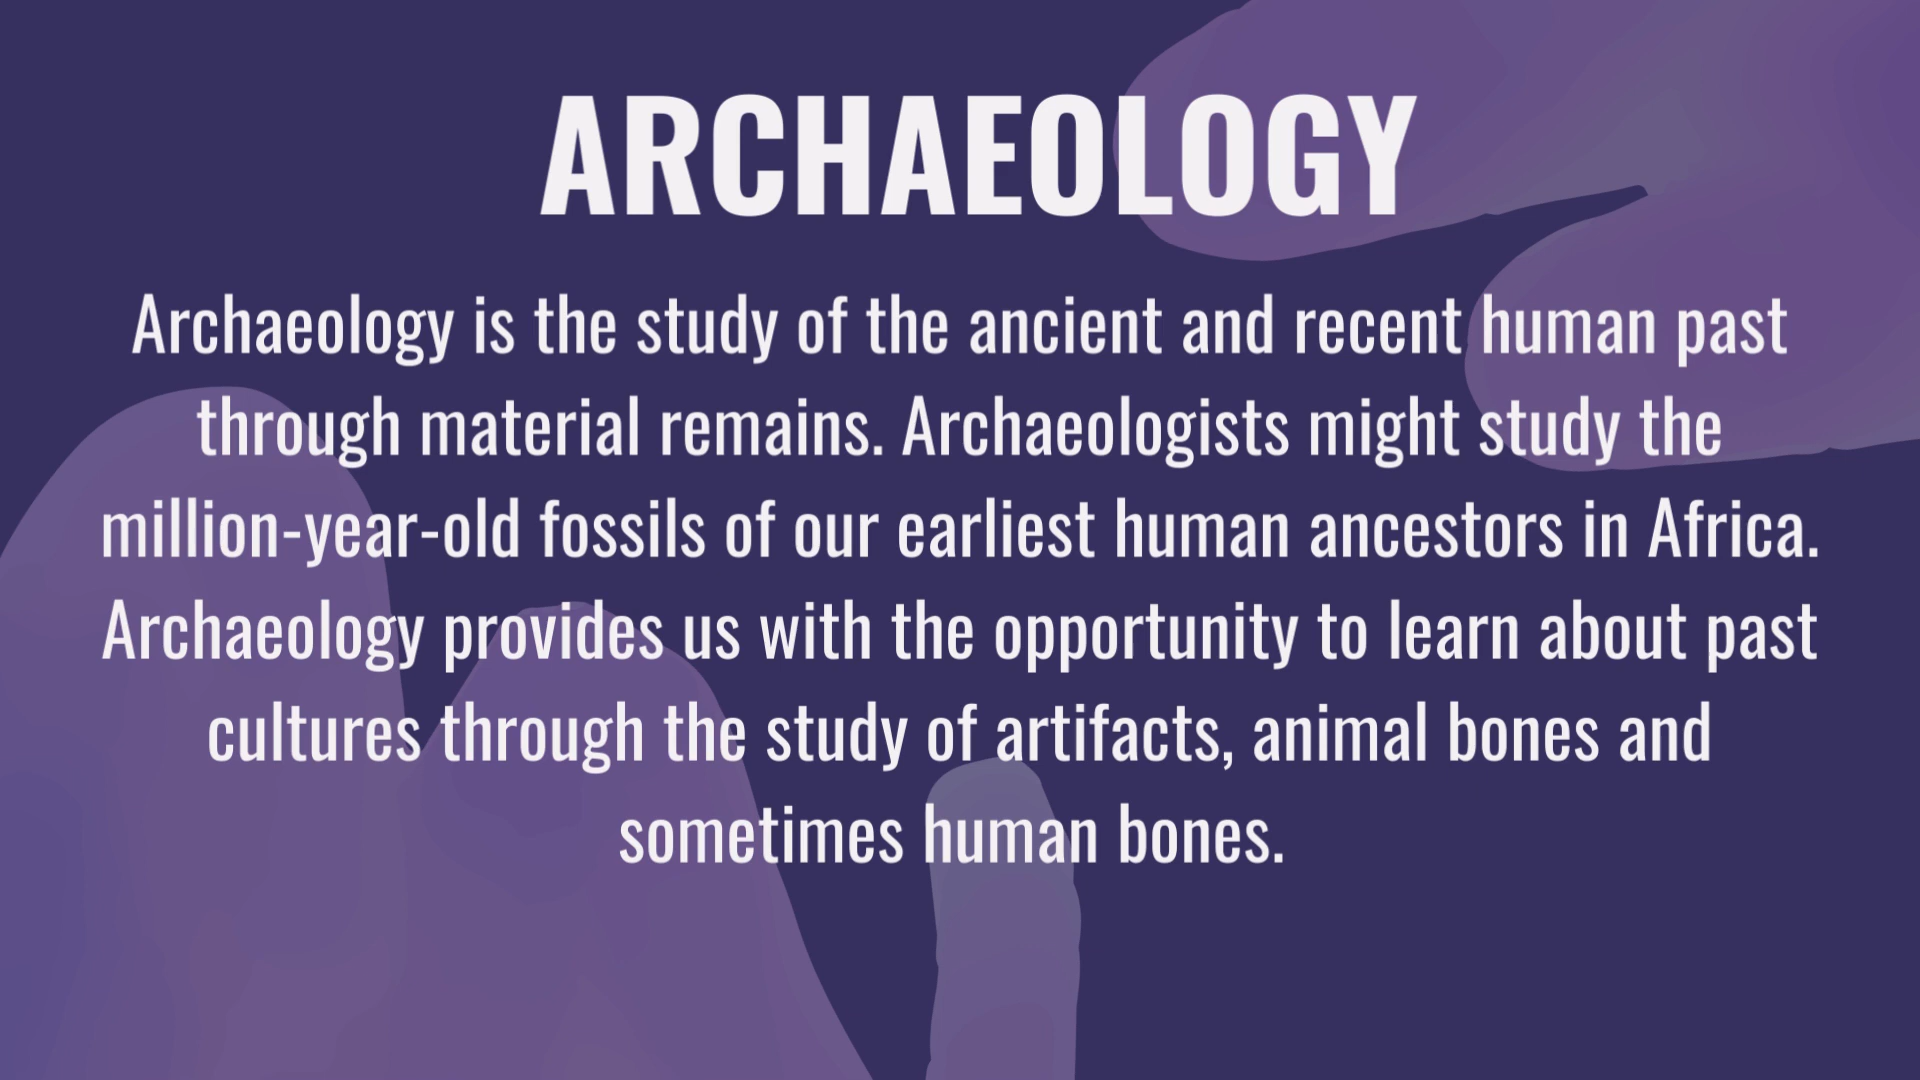 ARCHAEOLOGY
Archaeology is the study of the ancient and recent human past
through material remains. Archaeologists might study the
million-year-old fossils of our earliest human ancestors in Africa.
Archaeology provides us with the opportunity to learn about past
cultures through the study of artifacts, animal bones and
sometimes human bones.